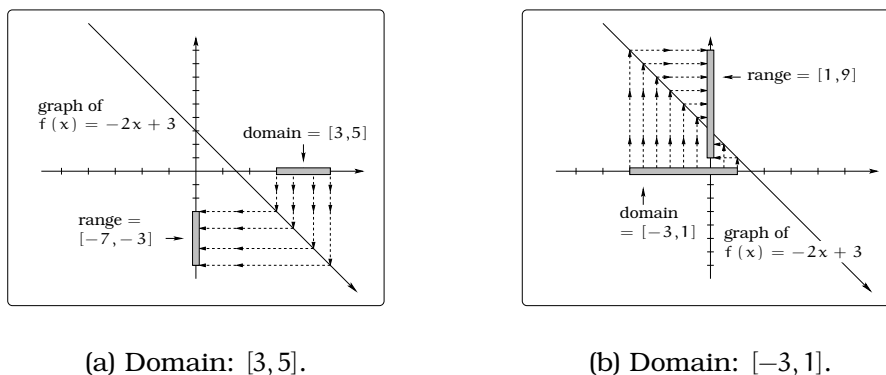 graph of
f (x) = −2x + 3
domain = [3, 5]
range =
[−7, −3]
range = [1, 9]
domain
= [−3, 1]
graph of
f (x) = −2x + 3
(a) Domain: [3, 5].
(b) Domain: [−3, 1].